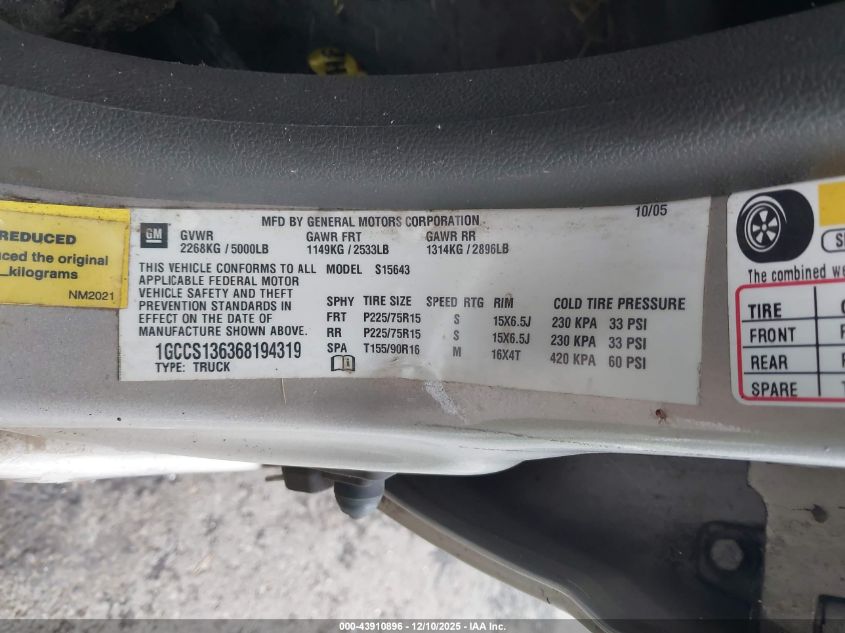 REDUCED
ced the original
kilograms
NM2021
GM
MFD BY GENERAL MOTORS CORPORATION
10/05
GVWR GAWR FRT GAWR RR
2268KG / 5000LB 1149KG / 2533LB 1314KG / 2896LB
THIS VEHICLE CONFORMS TO ALL
APPLICABLE FEDERAL MOTOR
VEHICLE SAFETY AND THEFT
PREVENTION STANDARDS IN
EFFECT ON THE DATE OF
MANUFACTURE SHOWN ABOVE.
1GCCS136368194319
TYPE: TRUCK
MODEL S15643
SPHY TIRE SIZE SPEED RTG RIM COLD TIRE PRESSURE
FRT P225/75R15 S 15X6.5J 230 KPA 33 PSI
RR P225/75R15 S 15X6.5J 230 KPA 33 PSI
SPA T155/90R16 M 16X4T 420 KPA 60 PSI
The combined we
TIRE
FRONT
REAR
SPARE
000-43910896 - 12/10/2025 - IAA Inc.